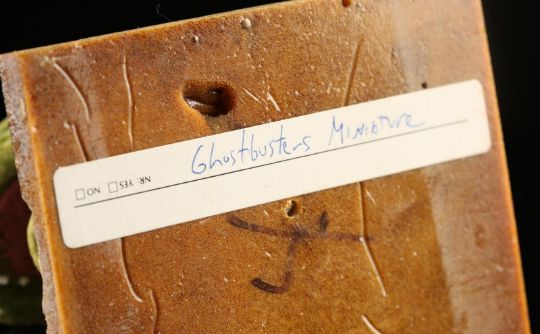 Ghostbusters Miniature
NR. YES NO